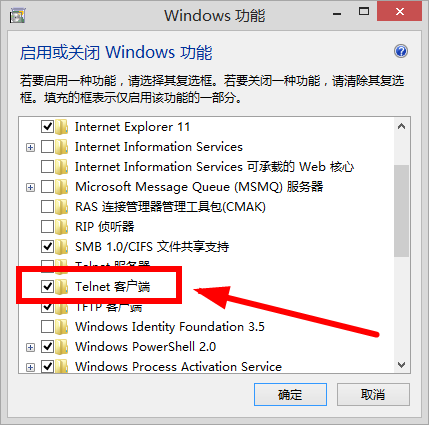 Windows 功能
启用或关闭 Windows 功能
若要启用一种功能，请选择其复选框。若要关闭一种功能，请清除其复选
框。填充的框表示仅启用该功能的一部分。
Internet Explorer 11
Internet Information Services
Internet Information Services 可承载的 Web 核心
Microsoft Message Queue (MSMQ) 服务器
RAS 连接管理器管理工具包(CMAK)
RIP 侦听器
SMB 1.0/CIFS 文件共享支持
Telnet 服务器
Telnet 客户端
TFTP 客户端
Windows Identity Foundation 3.5
Windows PowerShell 2.0
Windows Process Activation Service
确定
取消